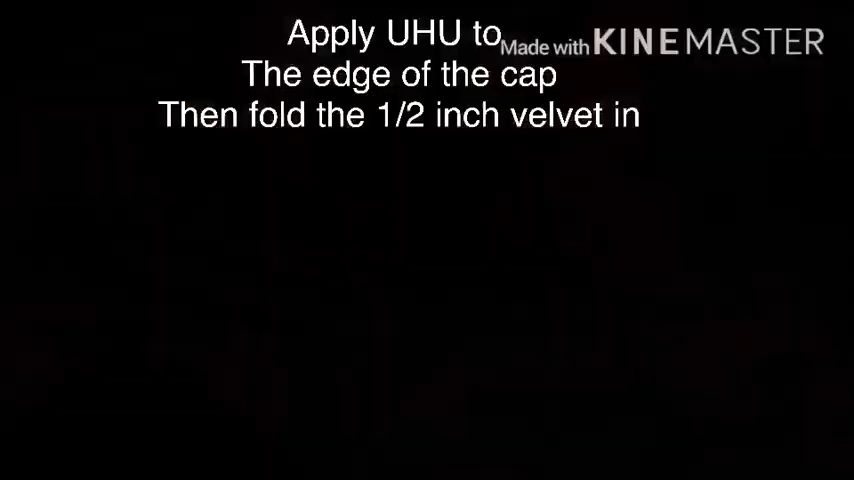 Apply UHU to
Made with KINEMASTER
The edge of the cap
Then fold the 1/2 inch velvet in